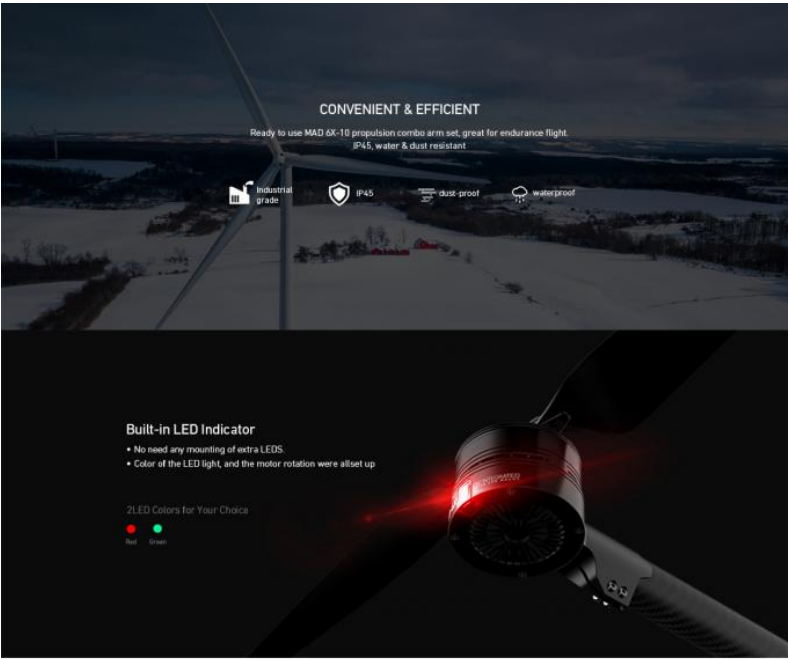 CONVENIENT & EFFICIENT
Ready to use MAD 6X-10 propulsion combo arm set, great for endurance flight.
IP45, water & dust resistant
Industrial
grade
IP45
dust-proof
waterproof
Built-in LED Indicator
• No need any mounting of extra LEDS.
• Color of the LED light, and the motor rotation were allset up
2LED Colors for Your Choice
Red
Green
INTEGRATED